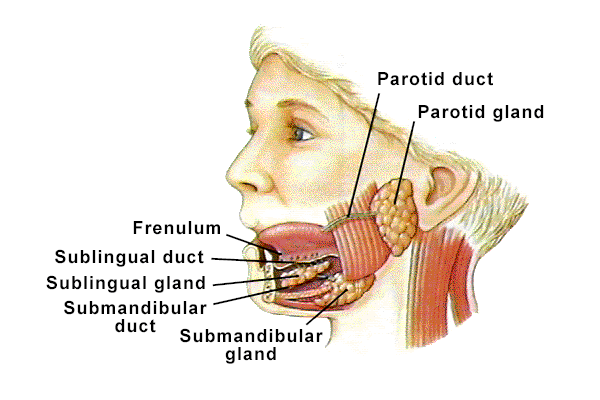 Parotid duct
Parotid gland
Frenulum
Sublingual duct
Sublingual gland
Submandibular
duct
Submandibular
gland